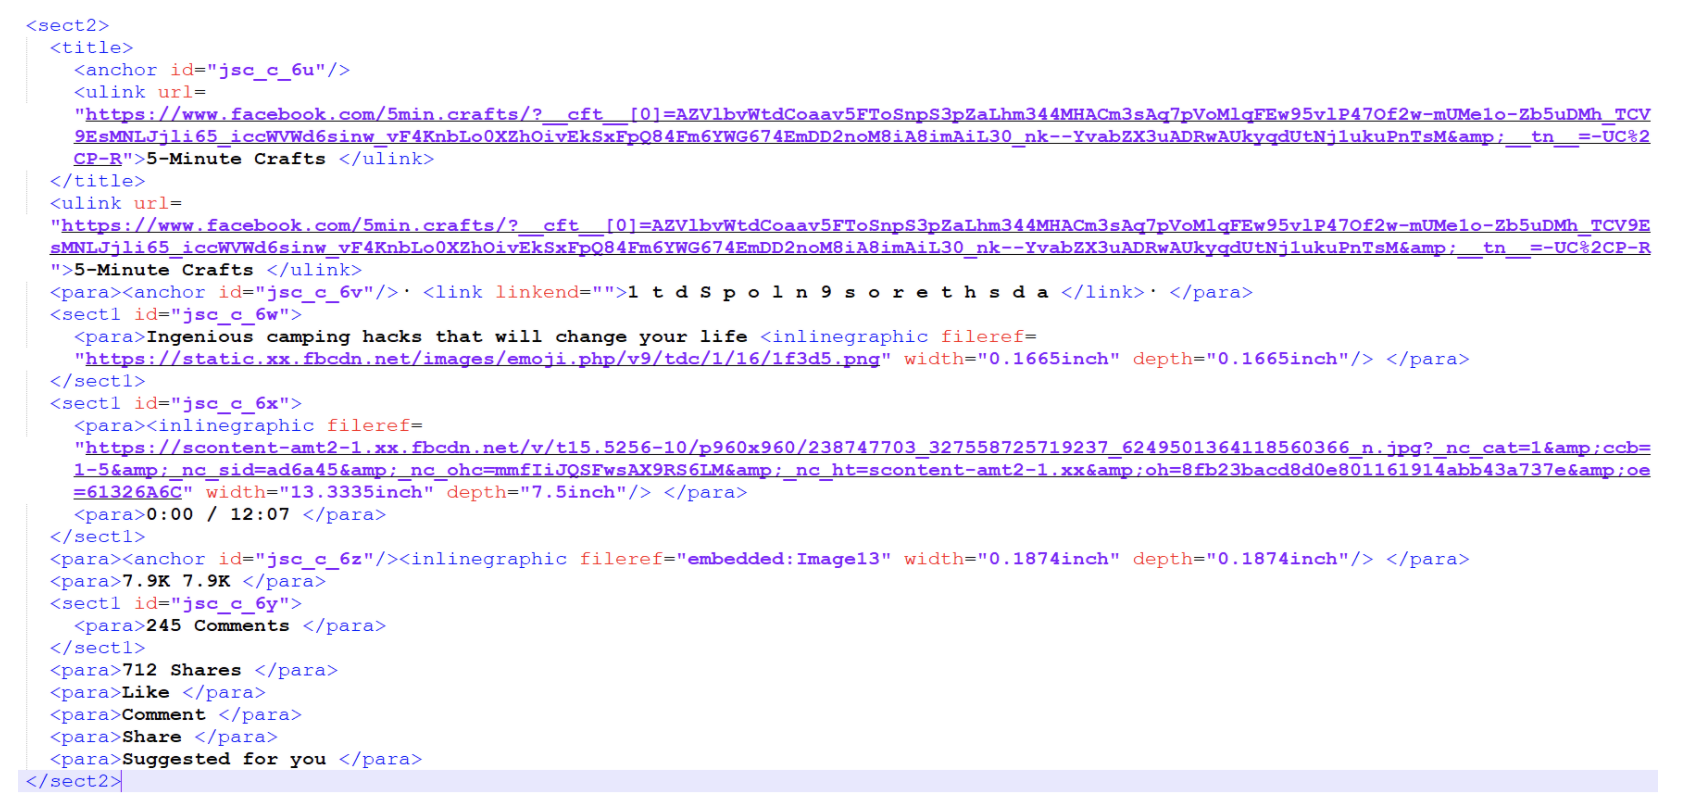 <sect2>
<title>
<anchor id="jsc_c_6u"/>
<ulink url=
"https://www.facebook.com/5min.crafts/?__cft__[0]=AZVlbvWtdCoaav5FToSnpS3pZaLhm344MHACm3sAq7pVoMlqFEw95vlP47Of2w-mUMe1o-Zb5uDMh_TCV
9EsMNLJjli65_iccWVWd6sinw_vF4KnbLo0XZhOivEkSxFpQ84Fm6YWG674EmDD2noM8iA8imAiL30_nk--YvabZX3uADRwAUkyqdUtNj1ukuPnTsM&amp;__tn__=-UC%2
CP-R">5-Minute Crafts </ulink>
</title>
<ulink url=
"https://www.facebook.com/5min.crafts/?__cft__[0]=AZVlbvWtdCoaav5FToSnpS3pZaLhm344MHACm3sAq7pVoMlqFEw95vlP47Of2w-mUMe1o-Zb5uDMh_TCV9E
sMNLJjli65_iccWVWd6sinw_vF4KnbLo0XZhOivEkSxFpQ84Fm6YWG674EmDD2noM8iA8imAiL30_nk--YvabZX3uADRwAUkyqdUtNj1ukuPnTsM&amp;__tn__=-UC%2CP-R
">5-Minute Crafts </ulink>
<para><anchor id="jsc_c_6v"/>· <link linkend="">1 t d S p o l n 9 s o r e t h s d a </link>· </para>
<sect1 id="jsc_c_6w">
<para>Ingenious camping hacks that will change your life <inlinegraphic fileref=
"https://static.xx.fbcdn.net/images/emoji.php/v9/tdc/1/16/1f3d5.png" width="0.1665inch" depth="0.1665inch"/> </para>
</sect1>
<sect1 id="jsc_c_6x">
<para><inlinegraphic fileref=
"https://scontent-amt2-1.xx.fbcdn.net/v/t15.5256-10/p960x960/238747703_327558725719237_6249501364118560366_n.jpg?_nc_cat=1&amp;ccb=
1-5&amp;_nc_sid=ad6a45&amp;_nc_ohc=mmfIiJQSFwsAX9RS6LM&amp;_nc_ht=scontent-amt2-1.xx&amp;oh=8fb23bacd8d0e801161914abb43a737e&amp;oe
=61326A6C" width="13.3335inch" depth="7.5inch"/> </para>
<para>0:00 / 12:07 </para>
</sect1>
<para><anchor id="jsc_c_6z"/><inlinegraphic fileref="embedded:Image13" width="0.1874inch" depth="0.1874inch"/> </para>
<para>7.9K 7.9K </para>
<sect1 id="jsc_c_6y">
<para>245 Comments </para>
</sect1>
<para>712 Shares </para>
<para>Like </para>
<para>Comment </para>
<para>Share </para>
<para>Suggested for you </para>
</sect2>